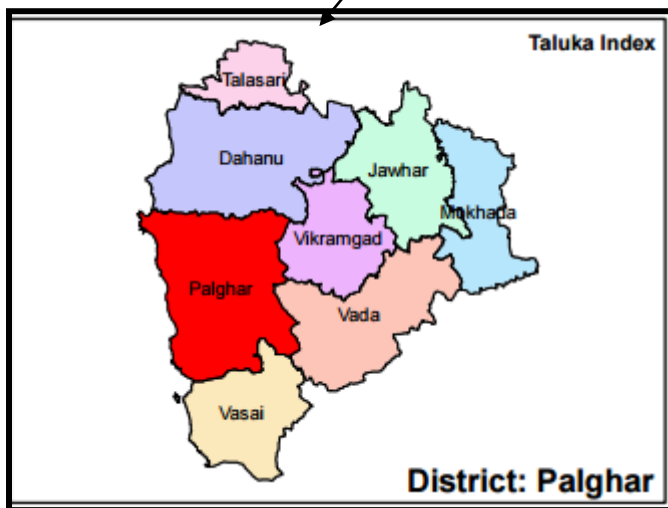 Taluka Index
Talasari
Dahanu
Jawhar
Mokhada
Vikramgad
Palghar
Vada
Vasai
District: Palghar